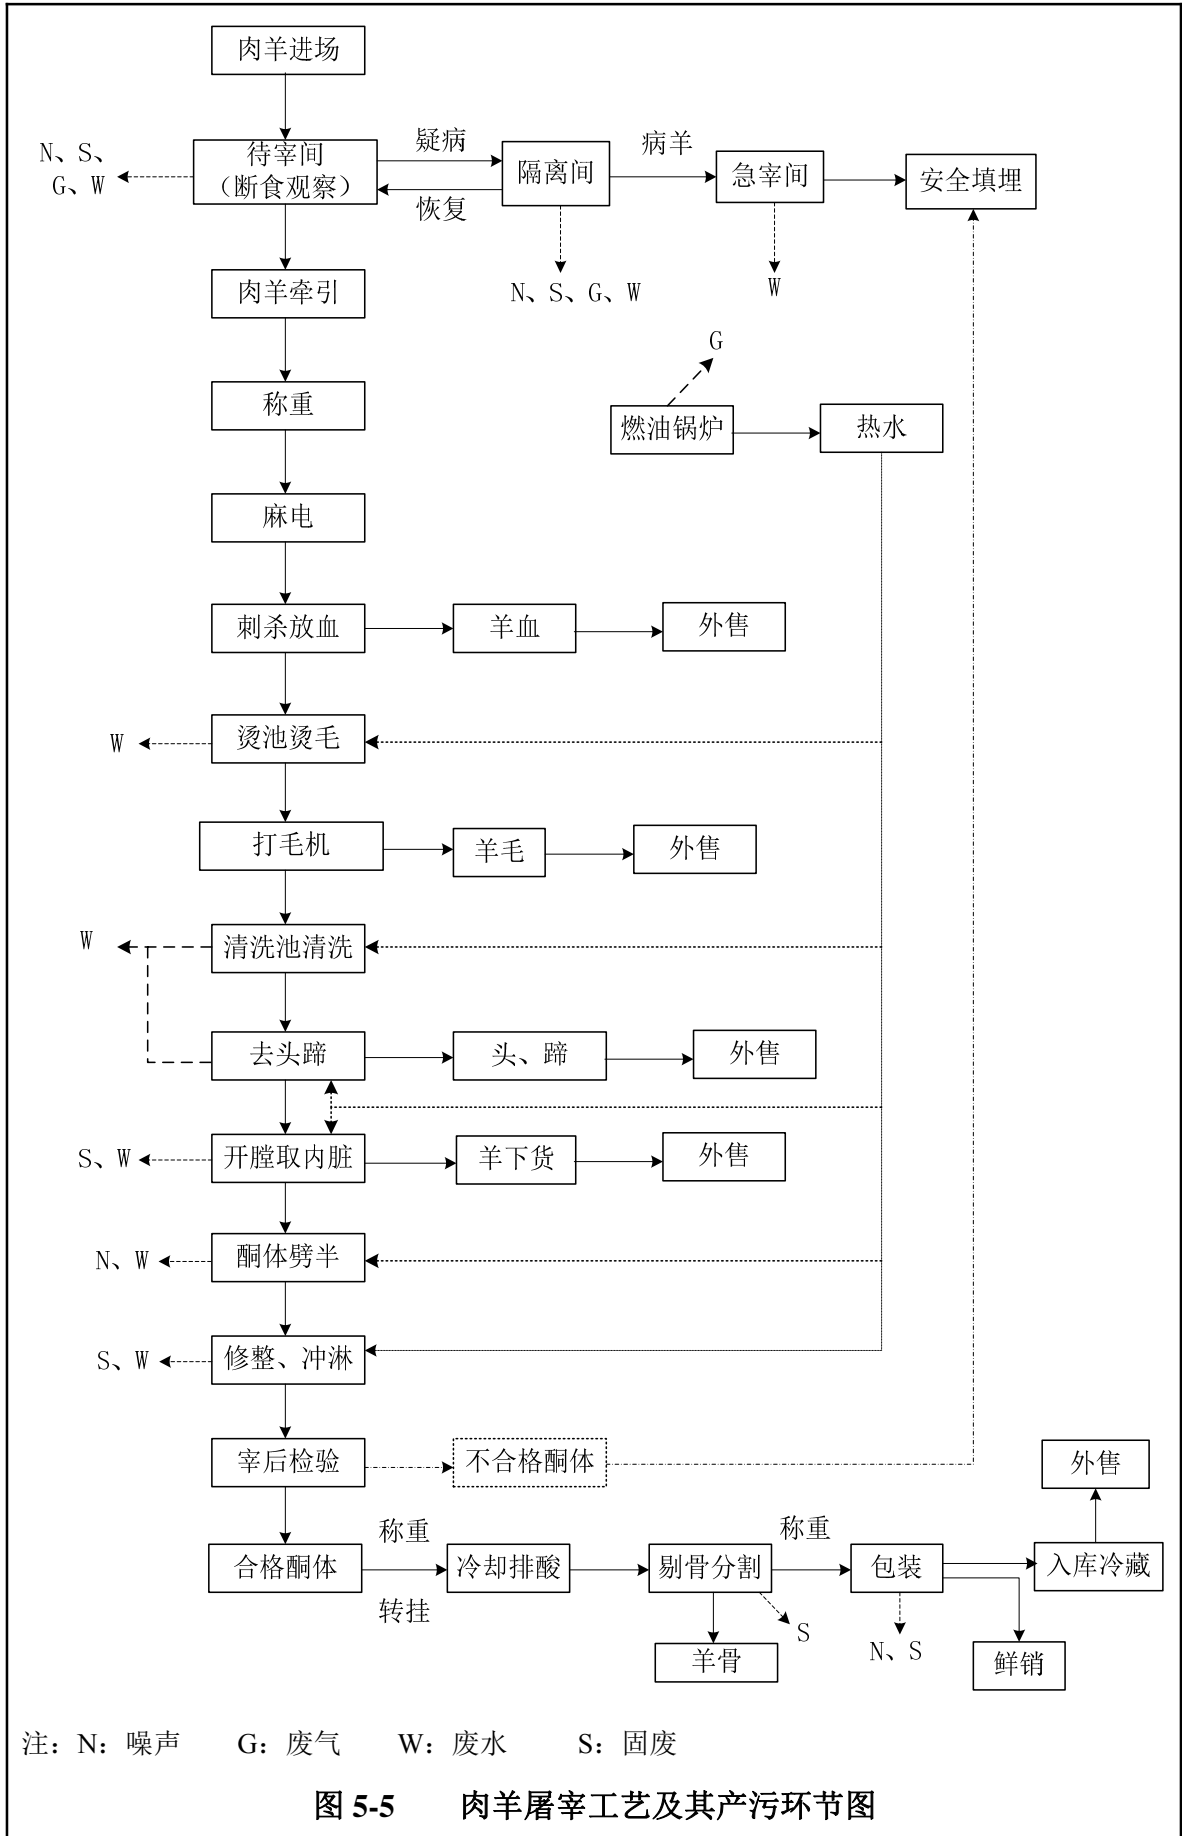 肉羊进场
N、S、
G、W
待宰间
（断食观察）
疑病
恢复
隔离间
病羊
急宰间
安全填埋
N、S、G、W
W
肉羊牵引
称重
G
燃油锅炉
热水
麻电
刺杀放血
羊血
外售
W
烫池烫毛
打毛机
羊毛
外售
W
清洗池清洗
去头蹄
头、蹄
外售
S、W
开膛取内脏
羊下货
外售
N、W
酮体劈半
S、W
修整、冲淋
宰后检验
不合格酮体
外售
合格酮体
称重
转挂
冷却排酸
剔骨分割
称重
包装
入库冷藏
S
N、S
羊骨
鲜销
注：N：噪声 G：废气 W：废水 S：固废
图 5-5 肉羊屠宰工艺及其产污环节图